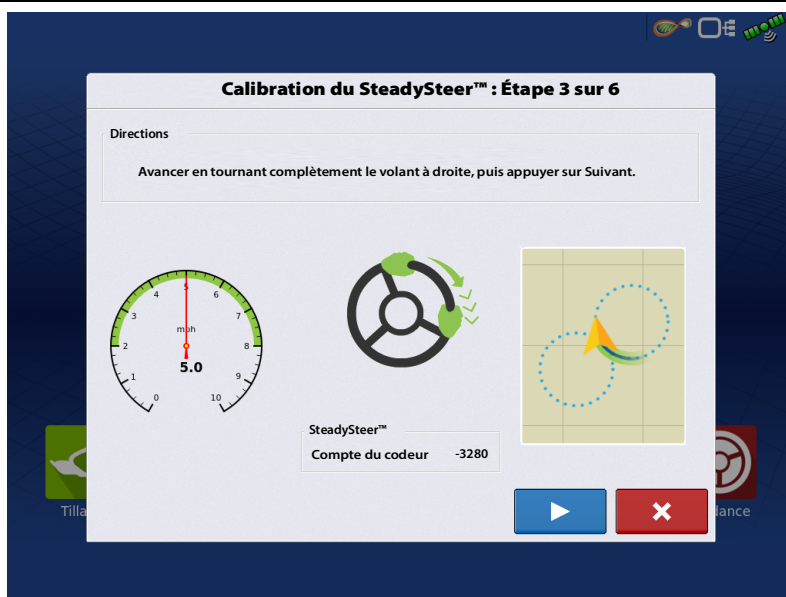 Calibration du SteadySteer™ : Étape 3 sur 6
Directions
Avancer en tournant complètement le volant à droite, puis appuyer sur Suivant.
0
1
2
3
4
5
6
7
8
9
10
mph
5.0
SteadySteer™
Compte du codeur -3280
Tilla
dance